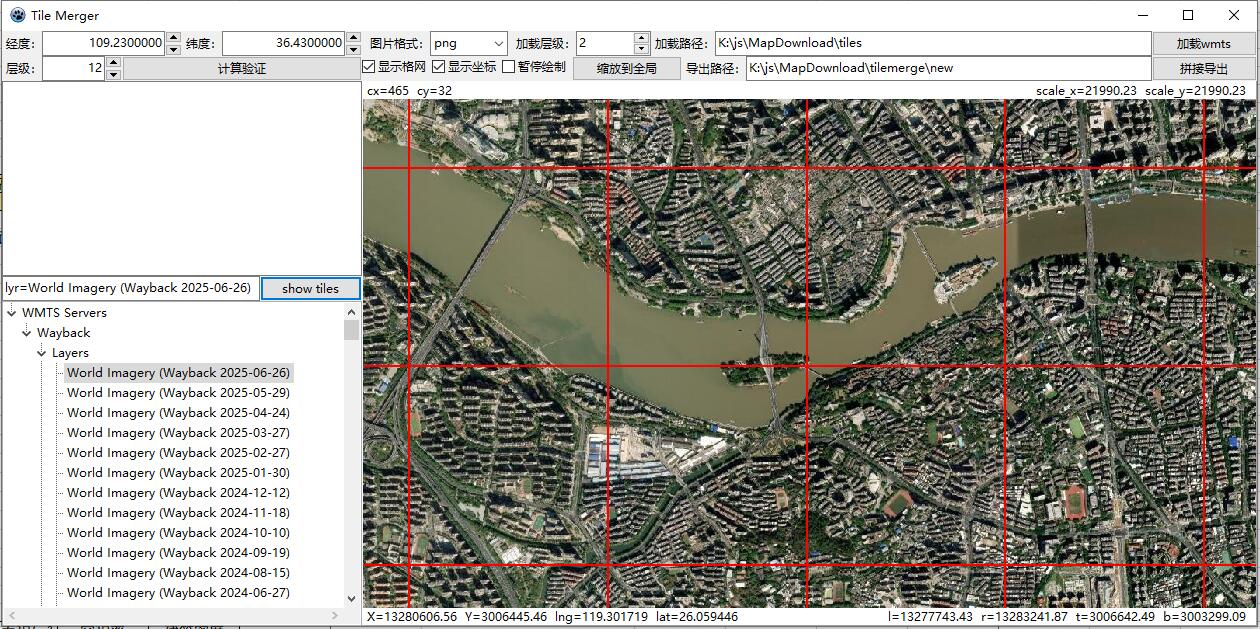 Tile Merger
经度: 109.2300000 纬度: 36.4300000 图片格式: png 加载层级: 2 加载路径: K:\js\MapDownload\tiles 加载wmts
层级: 12 计算验证 显示格网 显示坐标 暂停绘制 缩放到全局 导出路径: K:\js\MapDownload\tilemerge\new 拼接导出
cx=465 cy=32 scale_x=21990.23 scale_y=21990.23
lyr=World Imagery (Wayback 2025-06-26) show tiles
WMTS Servers
Wayback
Layers
World Imagery (Wayback 2025-06-26)
World Imagery (Wayback 2025-05-29)
World Imagery (Wayback 2025-04-24)
World Imagery (Wayback 2025-03-27)
World Imagery (Wayback 2025-02-27)
World Imagery (Wayback 2025-01-30)
World Imagery (Wayback 2024-12-12)
World Imagery (Wayback 2024-11-18)
World Imagery (Wayback 2024-10-10)
World Imagery (Wayback 2024-09-19)
World Imagery (Wayback 2024-08-15)
World Imagery (Wayback 2024-06-27)
X=13280606.56 Y=3006445.46 lng=119.301719 lat=26.059446 l=13277743.43 r=13283241.87 t=3006642.49 b=3003299.09